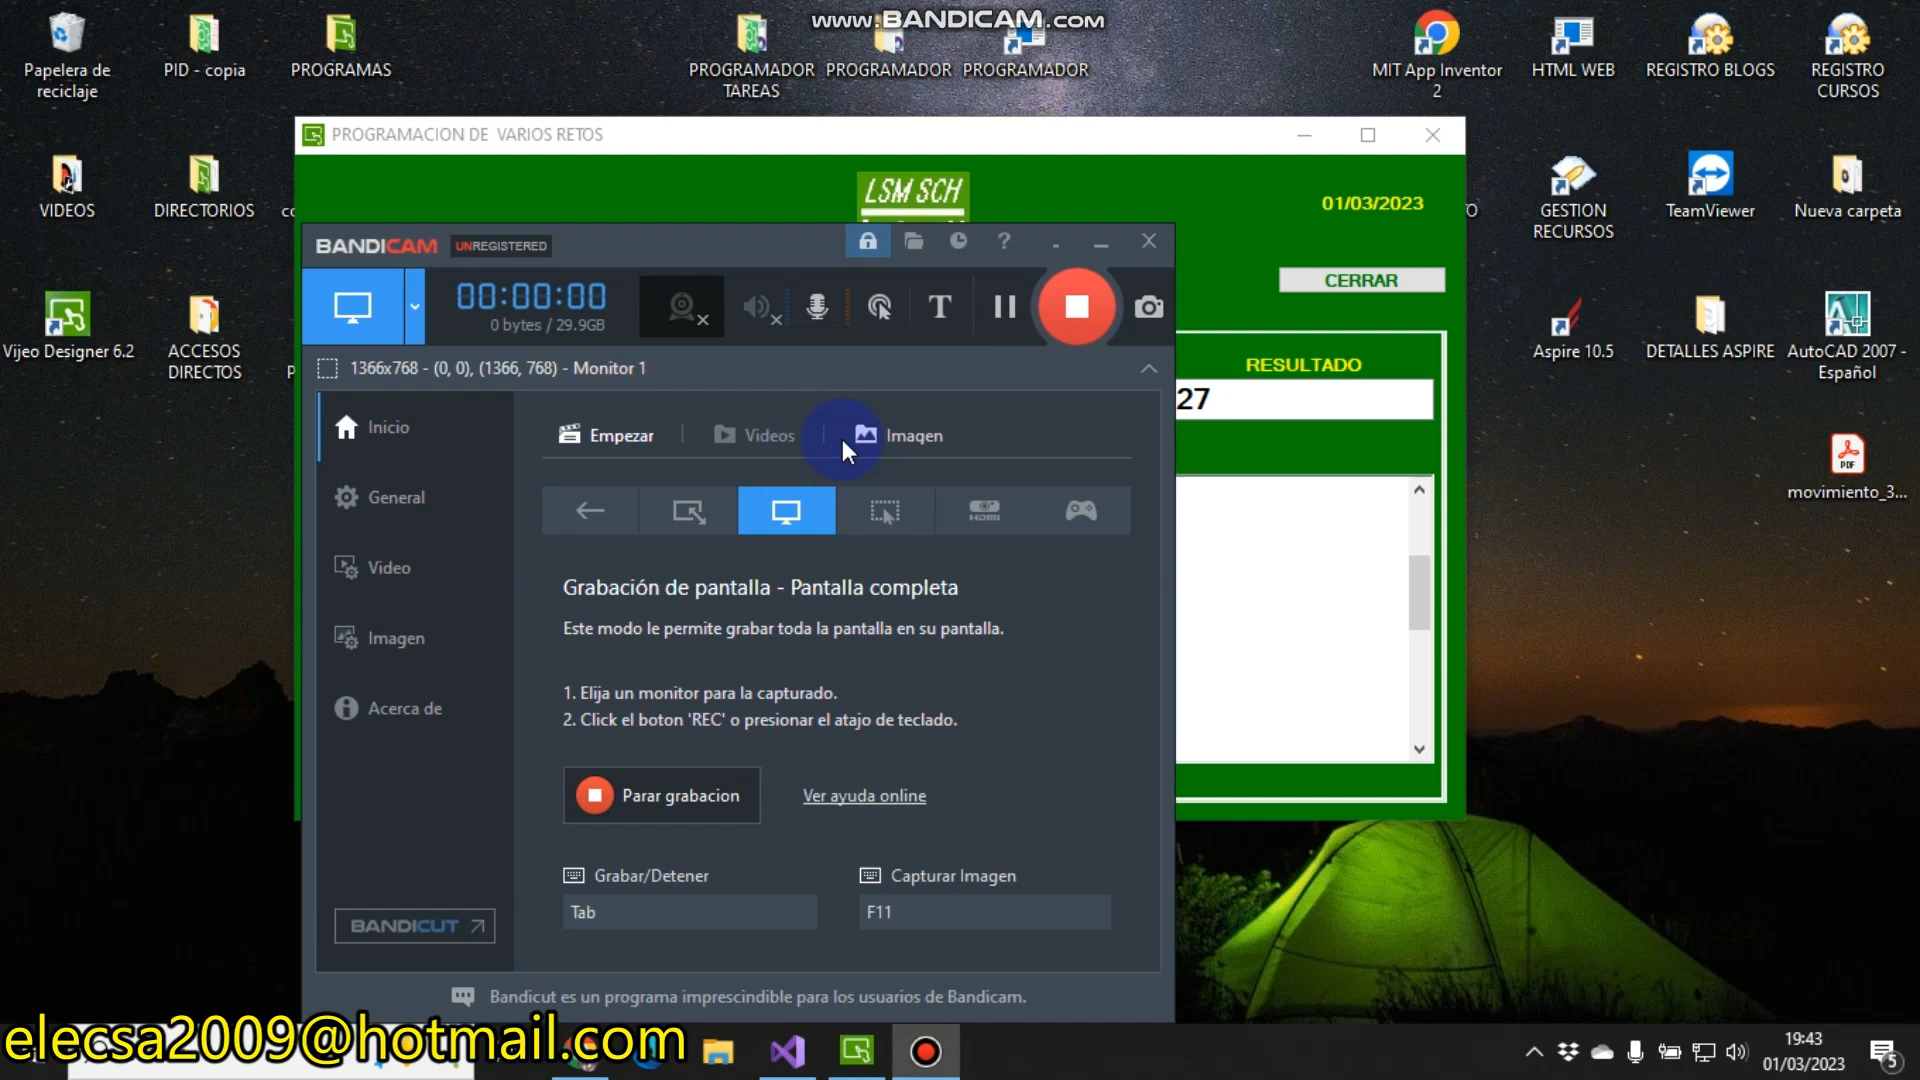 www.BANDICAM.com
Papelera de
reciclaje
PID - copia
PROGRAMAS
PROGRAMADOR
TAREAS
PROGRAMADOR
PROGRAMADOR
MIT App Inventor
2
HTML WEB
REGISTRO BLOGS
REGISTRO
CURSOS
PROGRAMACION DE VARIOS RETOS
LSM SCH
01/03/2023
VIDEOS
DIRECTORIOS
GESTION
RECURSOS
TeamViewer
Nueva carpeta
BANDICAM UNREGISTERED
CERRAR
00:00:00
0 bytes / 29.9GB
Vijeo Designer 6.2
ACCESOS
DIRECTOS
Aspire 10.5
DETALLES ASPIRE
AutoCAD 2007 -
Español
1366x768 - (0, 0), (1366, 768) - Monitor 1
RESULTADO
27
Inicio
Empezar
Videos
Imagen
General
HDMI
PDF
movimiento_3...
Video
Grabación de pantalla - Pantalla completa
Este modo le permite grabar toda la pantalla en su pantalla.
Imagen
1. Elija un monitor para la capturado.
2. Click el boton 'REC' o presionar el atajo de teclado.
Acerca de
Parar grabacion
Ver ayuda online
Grabar/Detener
Capturar Imagen
Tab
F11
BANDICUT
Bandicut es un programa imprescindible para los usuarios de Bandicam.
elecsa2009@hotmail.com
19:43
01/03/2023
5